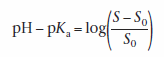 pH – pKₐ = log((S – S₀)/S₀)